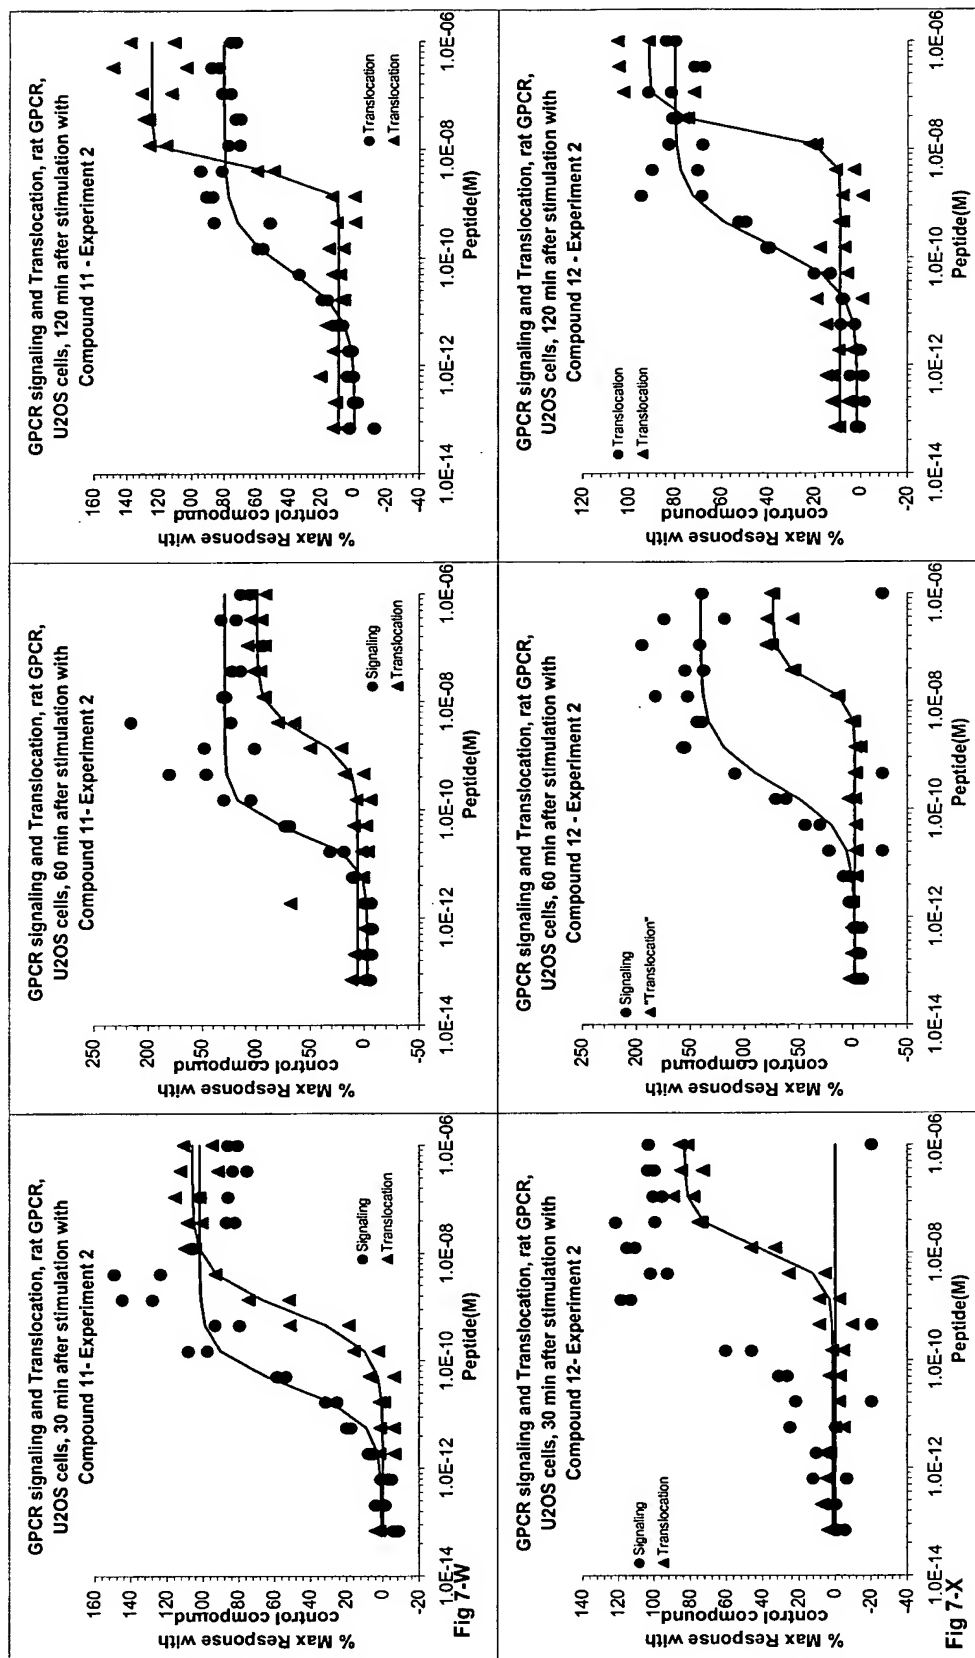 GPCR signaling and Translocation, rat GPCR,
U2OS cells, 30 min after stimulation with
Compound 11- Experiment 2
% Max Response with
control compound
160
140
120
100
80
60
40
20
0
-20
-40
1.0E-14
1.0E-12
1.0E-10
1.0E-08
1.0E-06
Peptide(M)
Signaling
Translocation
Fig 7-W
GPCR signaling and Translocation, rat GPCR,
U2OS cells, 60 min after stimulation with
Compound 11- Experiment 2
% Max Response with
control compound
250
200
150
100
50
0
-50
1.0E-14
1.0E-12
1.0E-10
1.0E-08
1.0E-06
Peptide(M)
Signaling
Translocation
GPCR signaling and Translocation, rat GPCR,
U2OS cells, 120 min after stimulation with
Compound 11 - Experiment 2
% Max Response with
control compound
160
140
120
100
80
60
40
20
0
-20
-40
1.0E-14
1.0E-12
1.0E-10
1.0E-08
1.0E-06
Peptide(M)
Translocation
Translocation
GPCR signaling and Translocation, rat GPCR,
U2OS cells, 30 min after stimulation with
Compound 12- Experiment 2
Signaling
Translocation
% Max Response with
control compound
140
120
100
80
60
40
20
0
-20
-40
1.0E-14
1.0E-12
1.0E-10
1.0E-08
1.0E-06
Peptide(M)
Fig 7-X
GPCR signaling and Translocation, rat GPCR,
U2OS cells, 60 min after stimulation with
Compound 12 - Experiment 2
Signaling
"Translocation"
% Max Response with
control compound
250
200
150
100
50
0
-50
1.0E-14
1.0E-12
1.0E-10
1.0E-08
1.0E-06
Peptide(M)
GPCR signaling and Translocation, rat GPCR,
U2OS cells, 120 min after stimulation with
Compound 12 - Experiment 2
Translocation
Translocation
% Max Response with
control compound
120
100
80
60
40
20
0
-20
1.0E-14
1.0E-12
1.0E-10
1.0E-08
1.0E-06
Peptide(M)